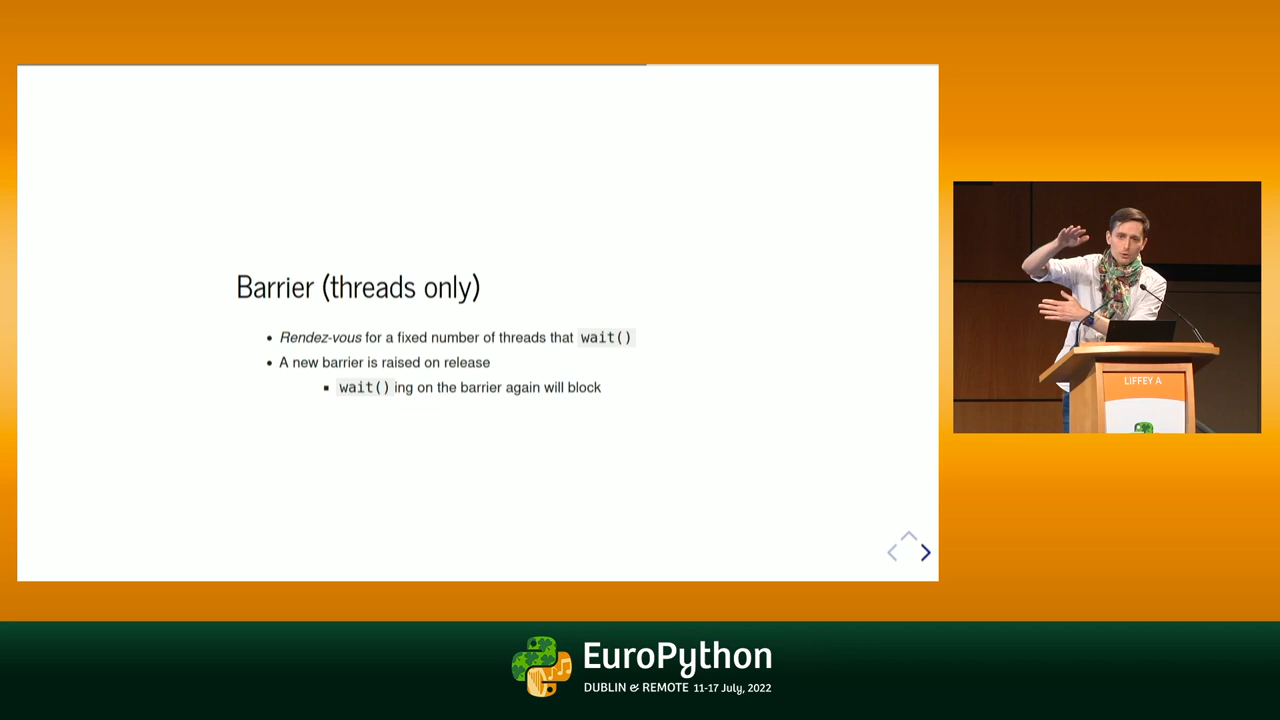 Barrier (threads only)
Rendez-vous for a fixed number of threads that wait()
A new barrier is raised on release
wait() ing on the barrier again will block
LIFFEY A
EuroPython
DUBLIN & REMOTE 11-17 July, 2022